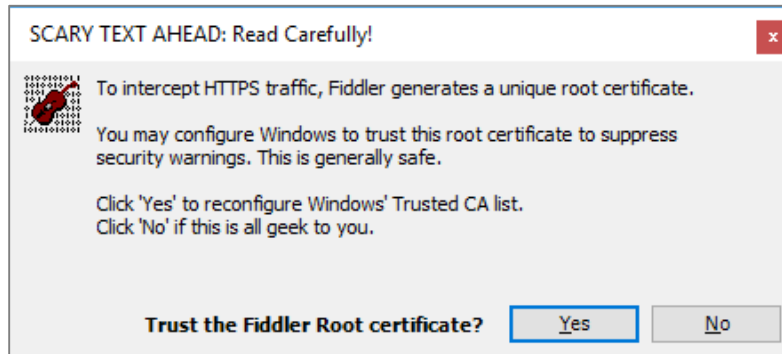 SCARY TEXT AHEAD: Read Carefully!
x
To intercept HTTPS traffic, Fiddler generates a unique root certificate.
You may configure Windows to trust this root certificate to suppress
security warnings. This is generally safe.
Click 'Yes' to reconfigure Windows' Trusted CA list.
Click 'No' if this is all geek to you.
Trust the Fiddler Root certificate?
Yes
No